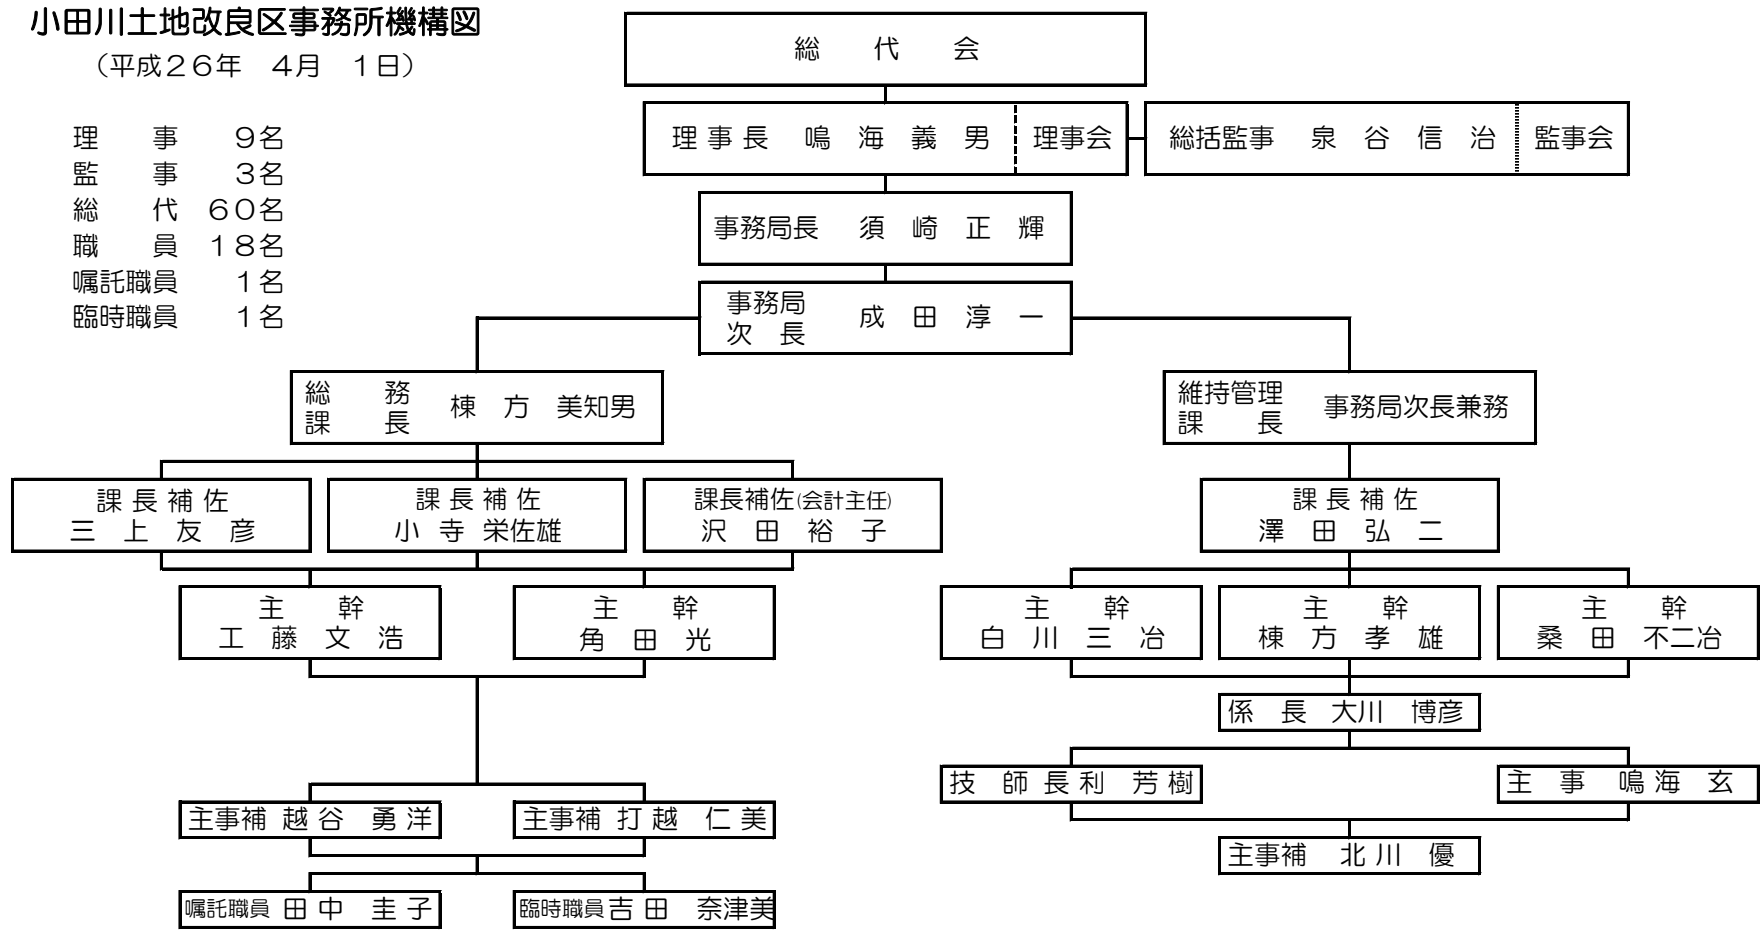 小田川土地改良区事務所機構図
（平成２６年　４月　１日）
理　　事　　９名
監　　事　　３名
総　　代　６０名
職　　員　１８名
嘱託職員　　１名
臨時職員　　１名
総　代　会
理事長　鳴　海　義　男　理事会
総括監事　泉　谷　信　治　監事会
事務局長　須　崎　正　輝
事務局
次　長　成　田　淳　一
総　　務
課　　長　棟　方　美知男
維持管理
課　　長　事務局次長兼務
課長補佐
三　上　友　彦
課長補佐
小　寺　栄佐雄
課長補佐(会計主任)
沢　田　裕　子
課長補佐
澤　田　弘　二
主　　幹
工　藤　文　浩
主　　幹
角　田　光
主　　幹
白　川　三　冶
主　　幹
棟　方　孝　雄
主　　幹
桑　田　不二冶
係　長　大川　博彦
技　師　長利　芳樹
主　事　鳴海　玄
主事補　越谷　勇洋
主事補　打越　仁美
主事補　北川　優
嘱託職員　田中　圭子
臨時職員　吉田　奈津美